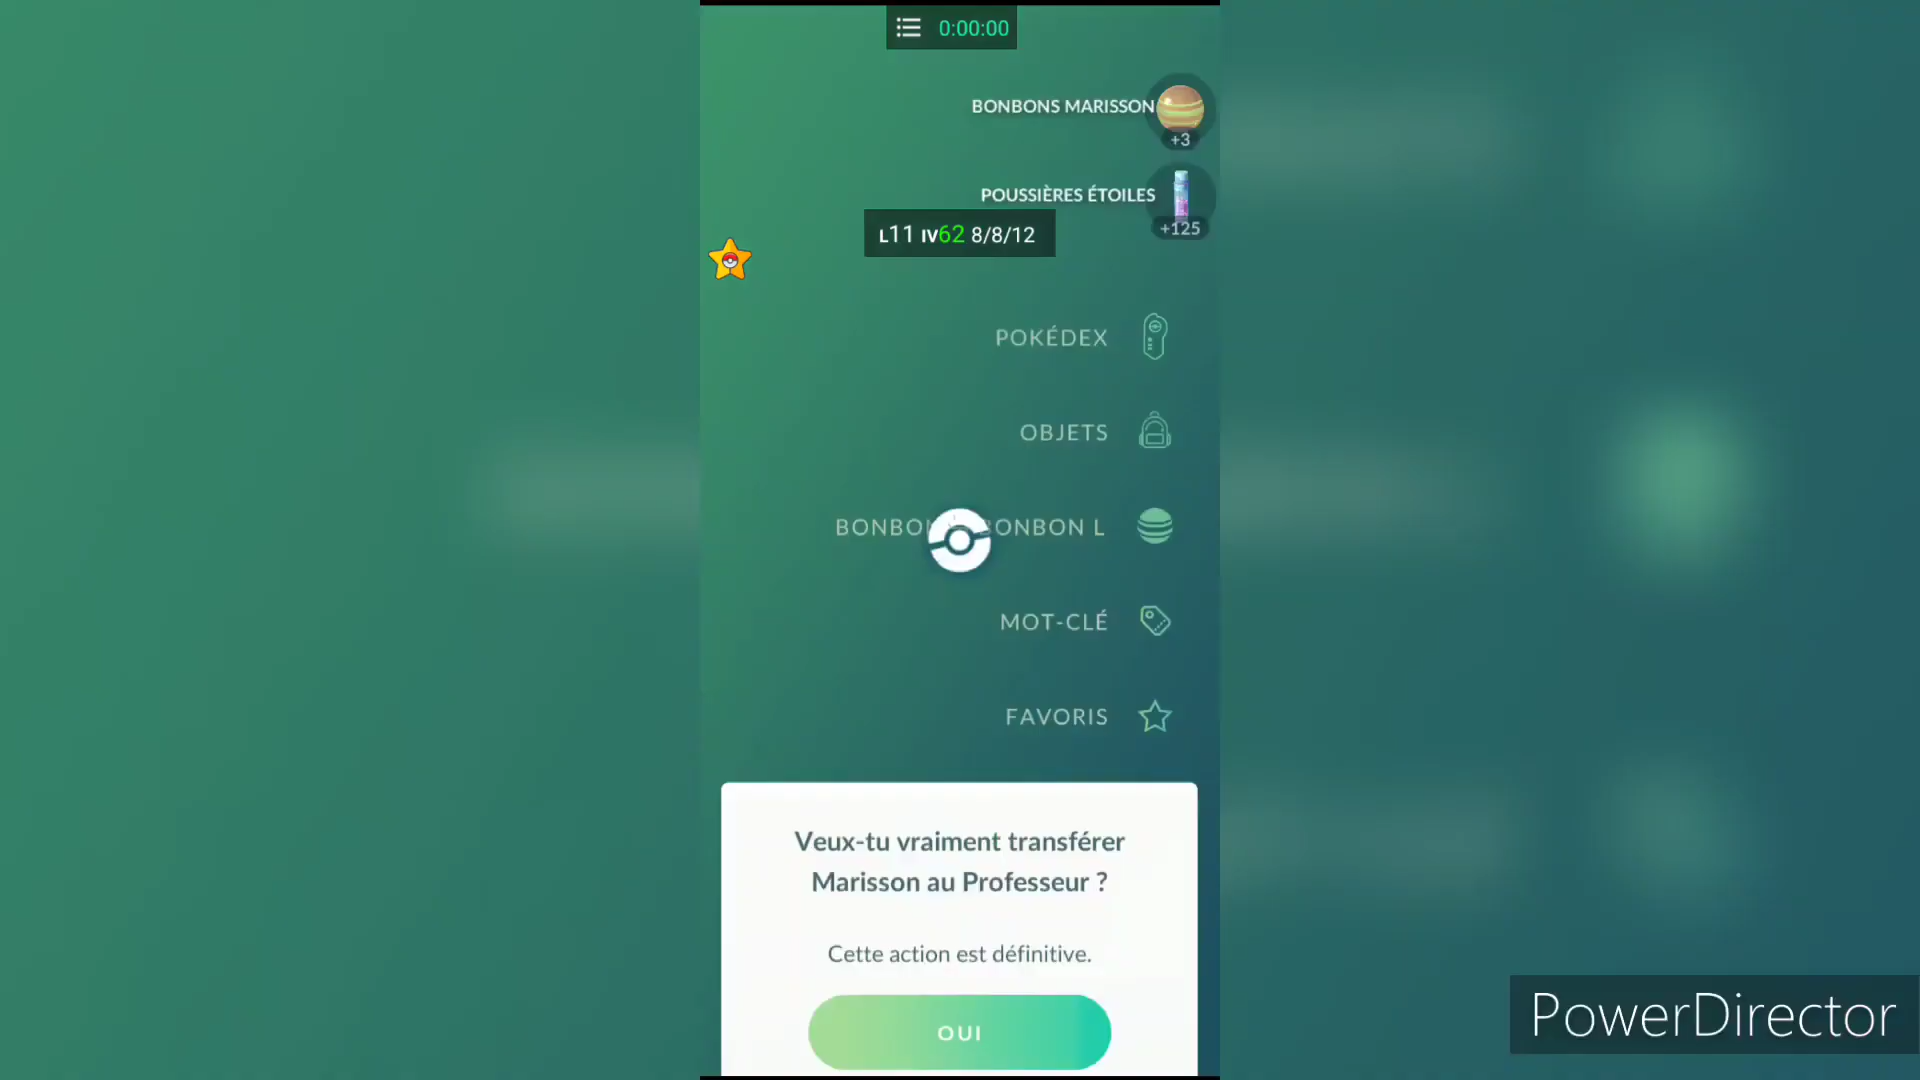 0:00:00
BONBONS MARISSON
+3
POUSSIÈRES ÉTOILES
+125
L11 IV62 8/8/12
POKÉDEX
OBJETS
BONBON L
MOT-CLÉ
FAVORIS
Veux-tu vraiment transférer
Marisson au Professeur ?
Cette action est définitive.
OUI
PowerDirector